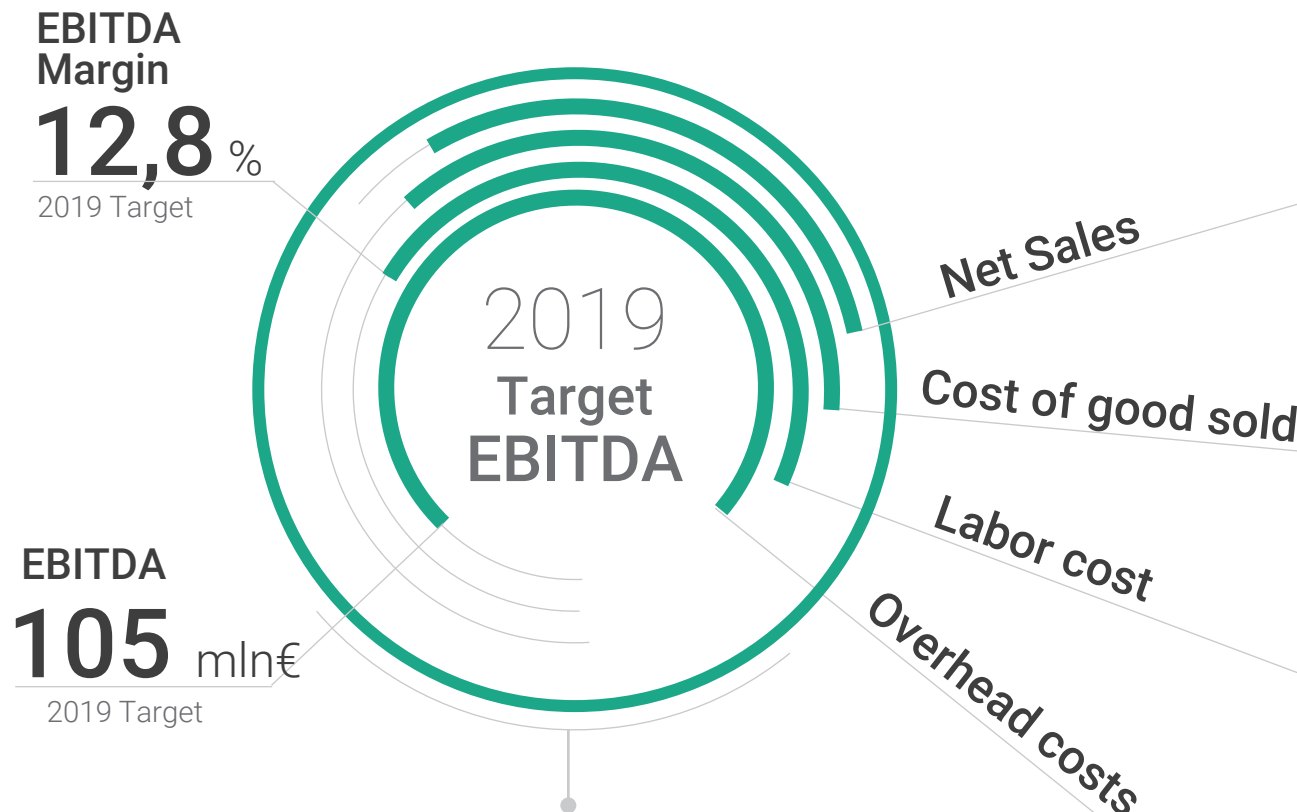 EBITDA
Margin
12,8 %
2019 Target
2019
Target
EBITDA
Net Sales
Cost of good sold
Labor cost
Overhead costs
EBITDA
105 mln€
2019 Target